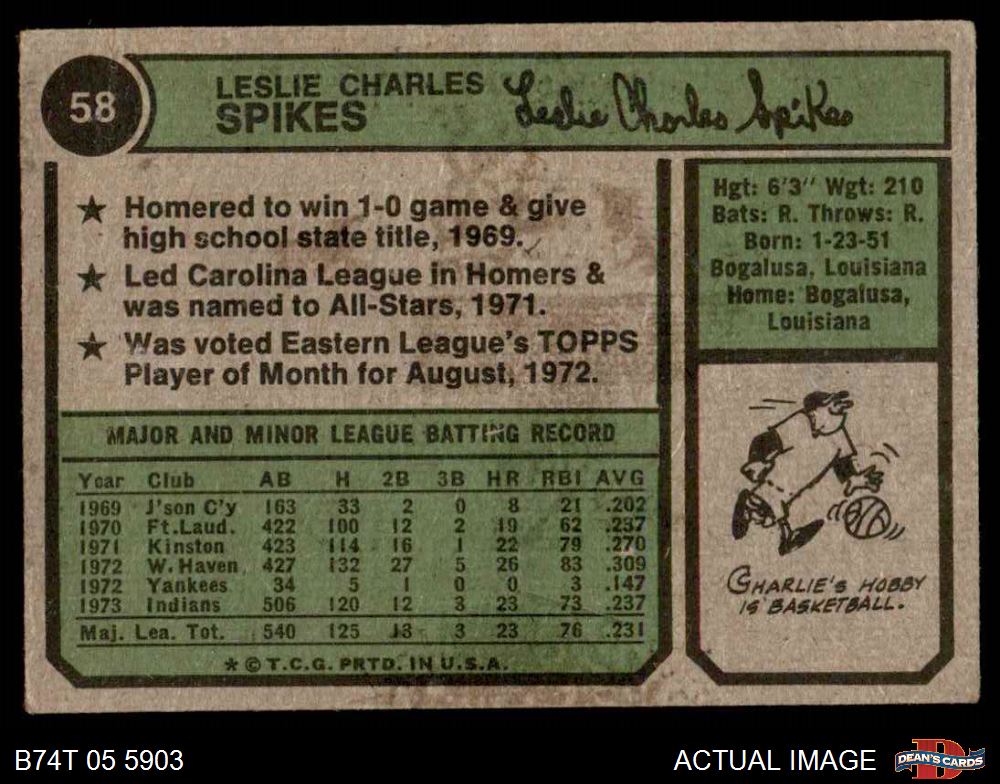 58
LESLIE CHARLES
SPIKES
Leslie Charles Spikes
★ Homered to win 1-0 game & give
high school state title, 1969.
★ Led Carolina League in Homers &
was named to All-Stars, 1971.
★ Was voted Eastern League's TOPPS
Player of Month for August, 1972.
Hgt: 6'3" Wgt: 210
Bats: R. Throws: R.
Born: 1-23-51
Bogalusa, Louisiana
Home: Bogalusa,
Louisiana
MAJOR AND MINOR LEAGUE BATTING RECORD
Year Club AB H 2B 3B HR RBI AVG
1969 J'son C'y 163 33 2 0 8 21 .202
1970 Ft.Laud. 422 100 12 2 19 62 .237
1971 Kinston 423 114 16 1 22 79 .270
1972 W. Haven 427 132 27 5 26 83 .309
1972 Yankees 34 5 1 0 0 3 .147
1973 Indians 506 120 12 3 23 73 .237
Maj. Lea. Tot. 540 125 13 3 23 76 .231
★ © T.C.G. PRTD. IN U.S.A.
CHARLIE'S HOBBY
IS BASKETBALL.
B74T 05 5903
ACTUAL IMAGE
D
DEAN'S CARDS